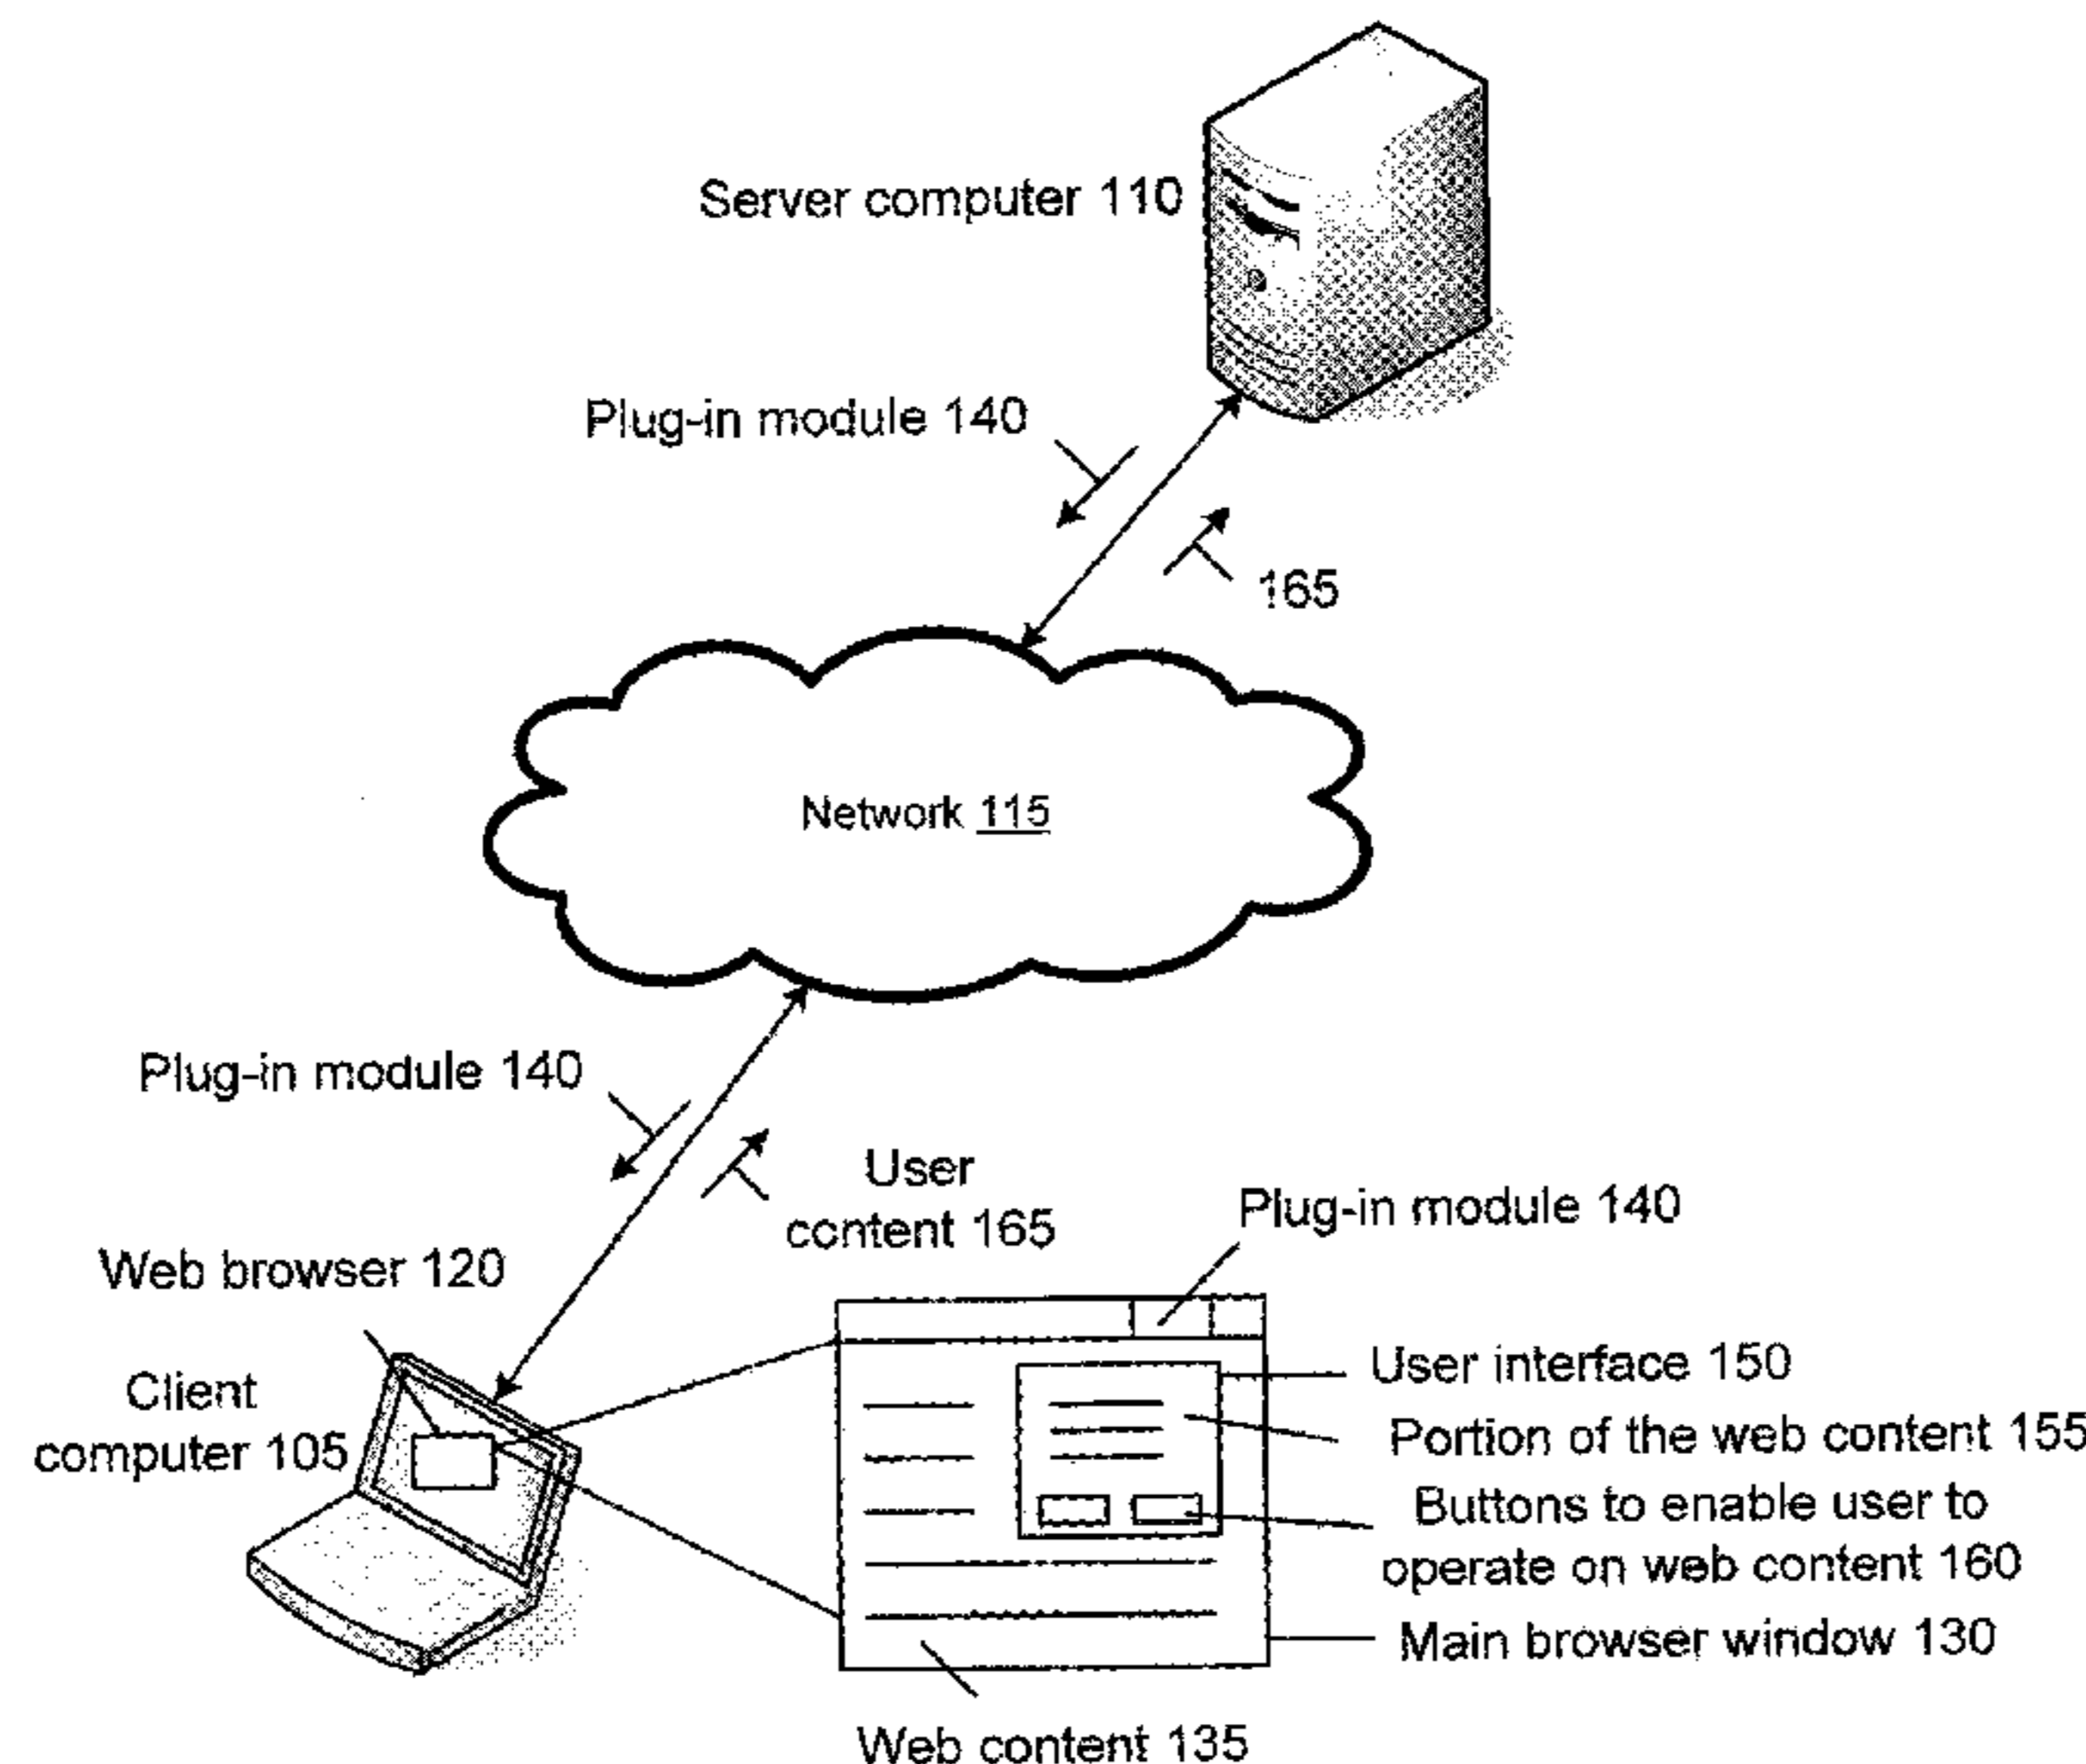 Server computer 110
Plug-in module 140
165
Network 115
Plug-in module 140
User
content 165
Plug-in module 140
Web browser 120
Client
computer 105
User interface 150
Portion of the web content 155
Buttons to enable user to
operate on web content 160
Main browser window 130
Web content 135